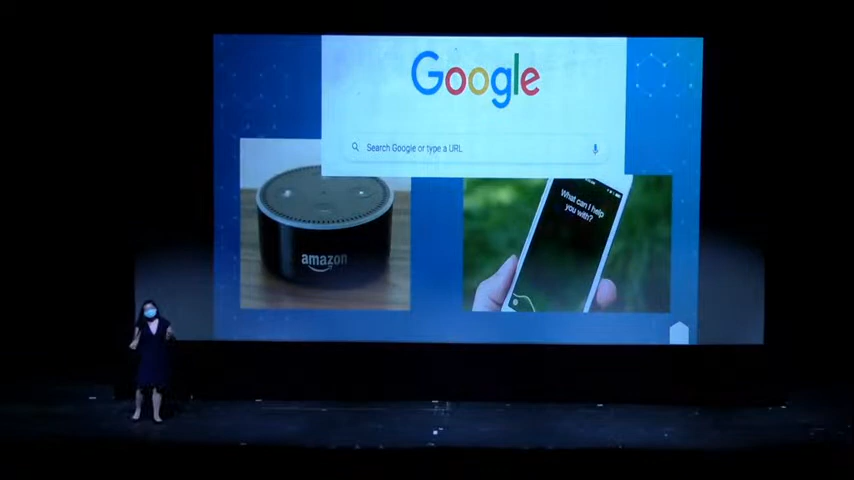 Google
Search Google or type a URL
amazon
What can I help
you with?